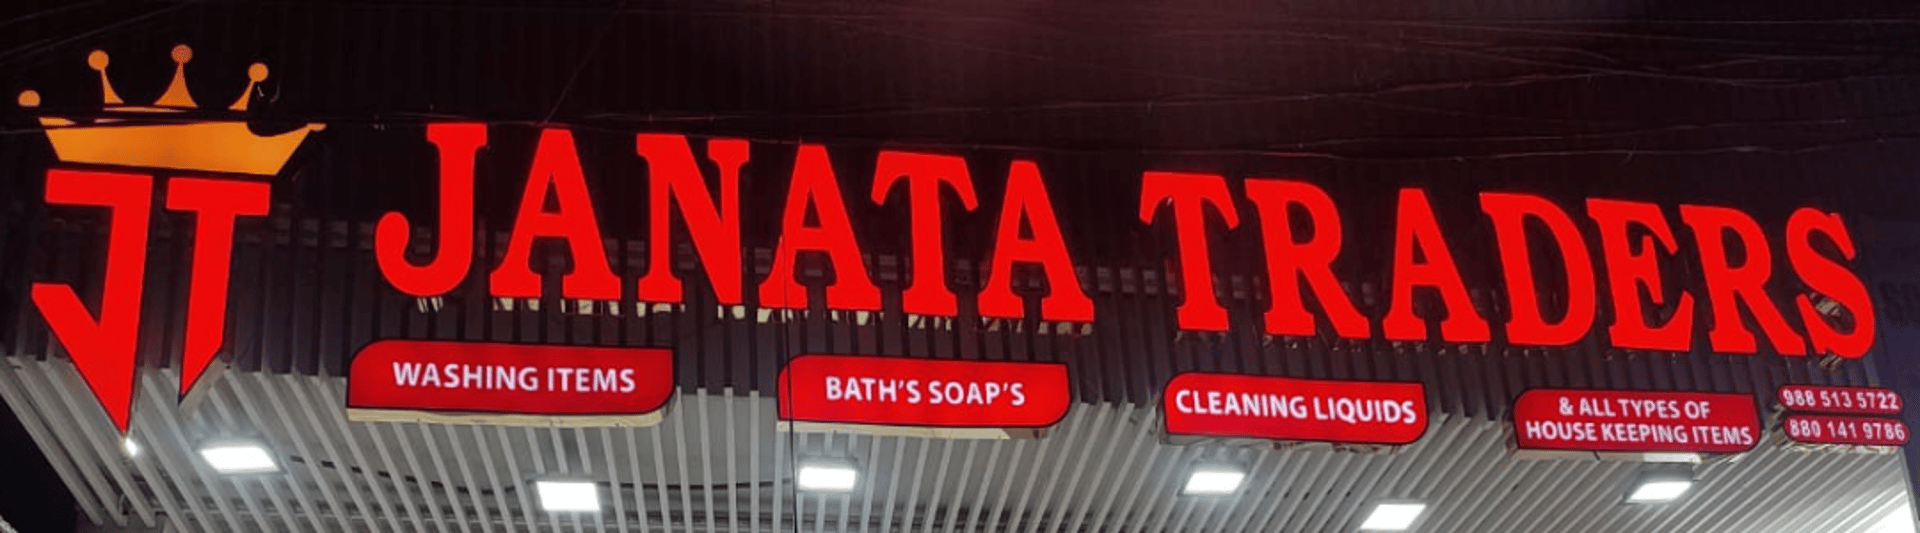 JT
JANATA TRADERS
WASHING ITEMS
BATH'S SOAP'S
CLEANING LIQUIDS
& ALL TYPES OF
HOUSE KEEPING ITEMS
988 513 5722
880 141 9786